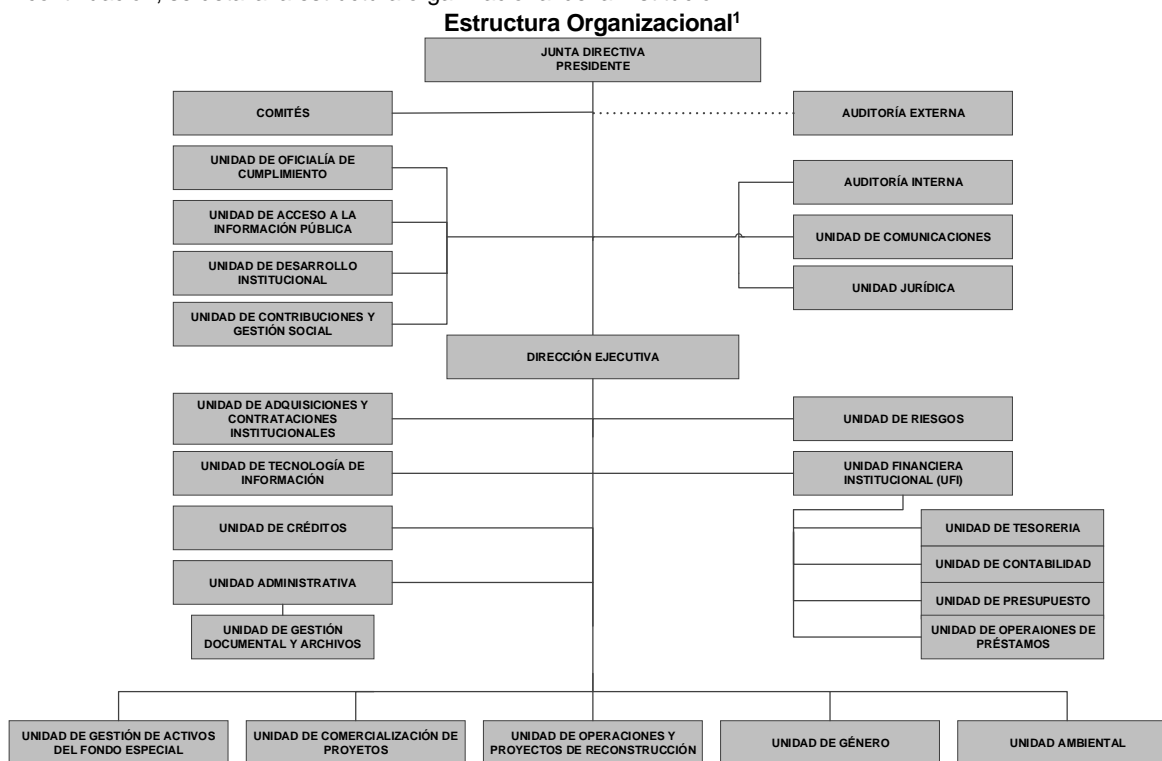 Estructura Organizacional¹
JUNTA DIRECTIVA
PRESIDENTE
COMITÉS
AUDITORÍA EXTERNA
UNIDAD DE OFICIALÍA DE
CUMPLIMIENTO
AUDITORÍA INTERNA
UNIDAD DE ACCESO A LA
INFORMACIÓN PÚBLICA
UNIDAD DE COMUNICACIONES
UNIDAD DE DESARROLLO
INSTITUCIONAL
UNIDAD JURÍDICA
UNIDAD DE CONTRIBUCIONES Y
GESTIÓN SOCIAL
DIRECCIÓN EJECUTIVA
UNIDAD DE ADQUISICIONES Y
CONTRATACIONES
INSTITUCIONALES
UNIDAD DE RIESGOS
UNIDAD DE TECNOLOGÍA DE
INFORMACIÓN
UNIDAD FINANCIERA
INSTITUCIONAL (UFI)
UNIDAD DE CRÉDITOS
UNIDAD DE TESORERIA
UNIDAD DE CONTABILIDAD
UNIDAD ADMINISTRATIVA
UNIDAD DE PRESUPUESTO
UNIDAD DE GESTIÓN
DOCUMENTAL Y ARCHIVOS
UNIDAD DE OPERAIONES DE
PRÉSTAMOS
UNIDAD DE GESTIÓN DE ACTIVOS
DEL FONDO ESPECIAL
UNIDAD DE COMERCIALIZACIÓN DE
PROYETOS
UNIDAD DE OPERACIONES Y
PROYECTOS DE RECONSTRUCCIÓN
UNIDAD DE GÉNERO
UNIDAD AMBIENTAL